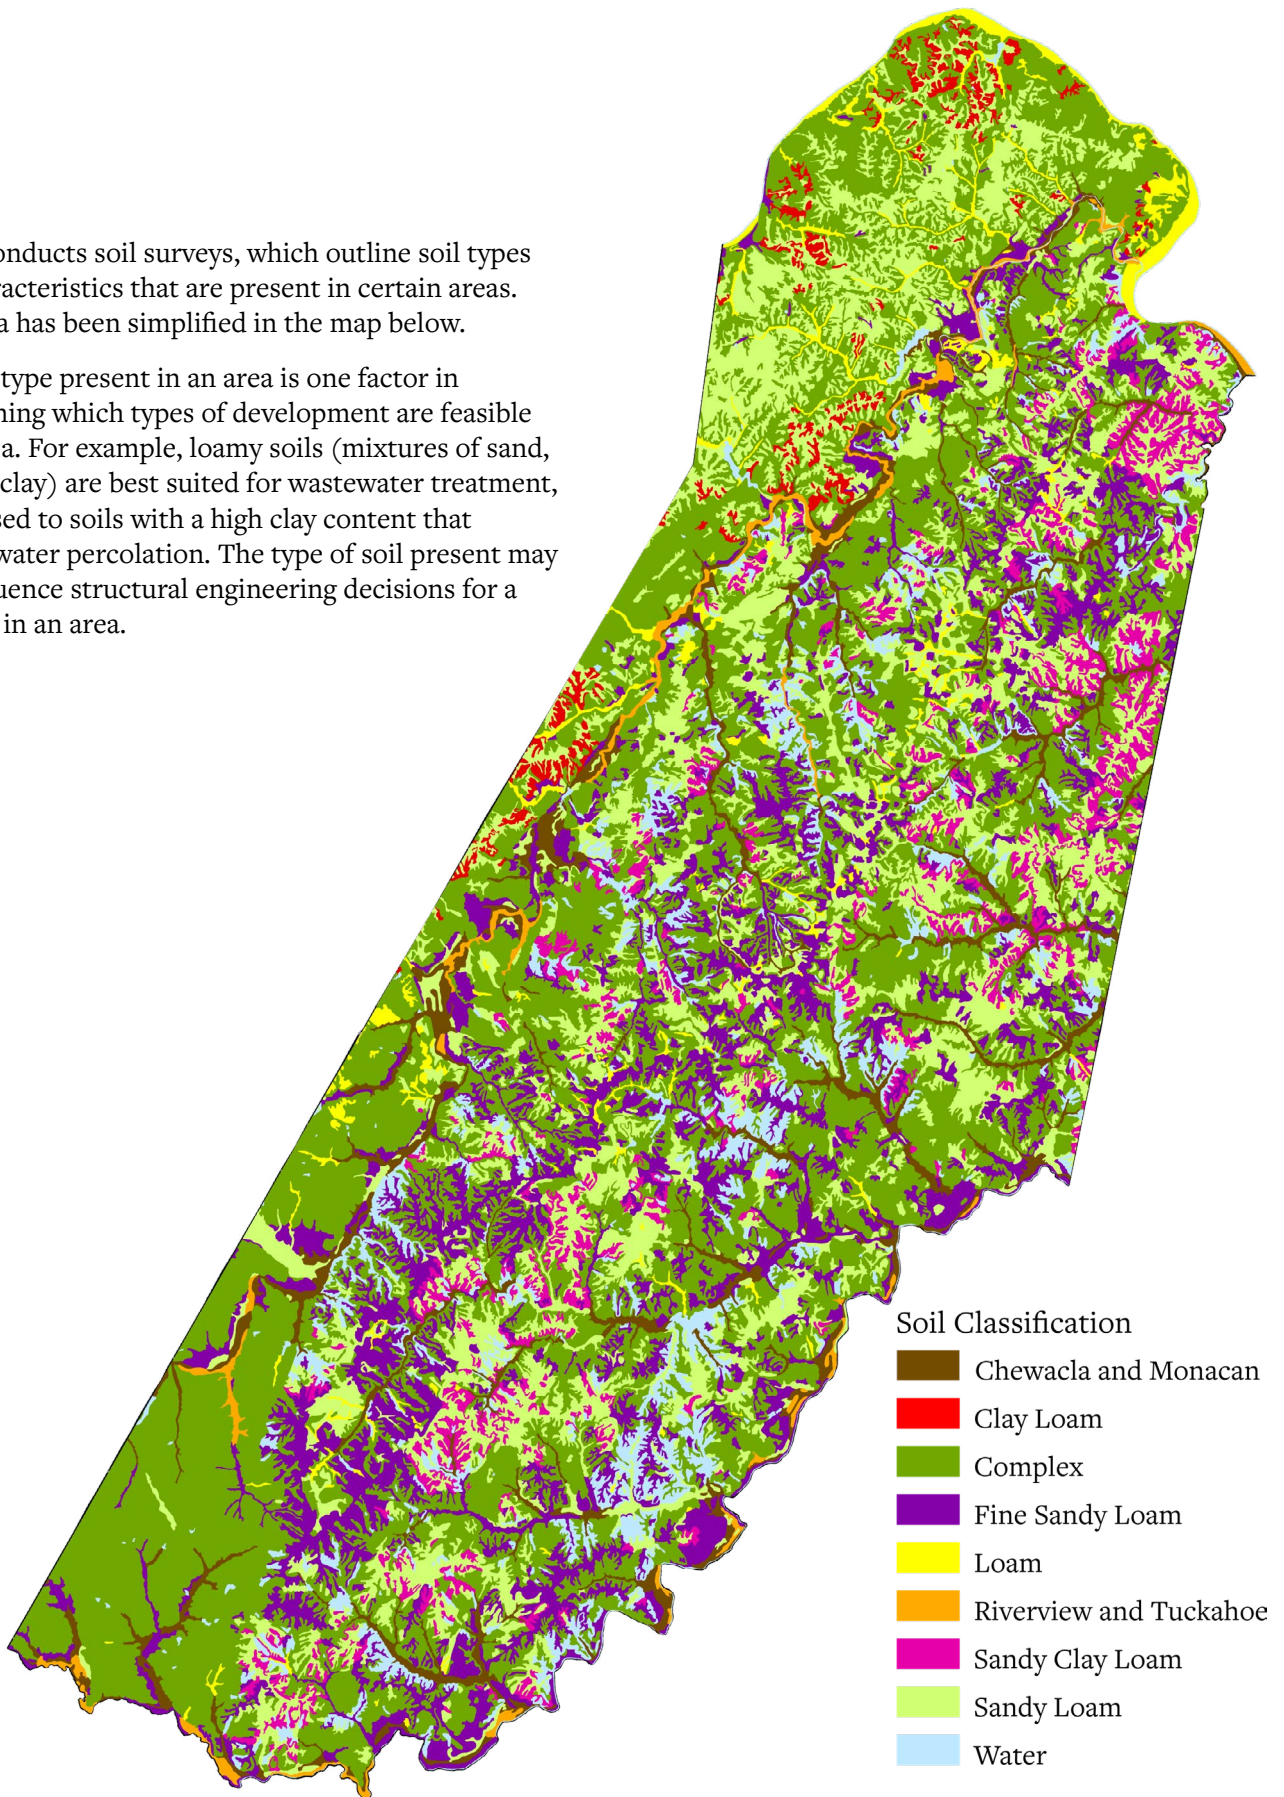 onducts soil surveys, which outline soil types
racteristics that are present in certain areas.
a has been simplified in the map below.
type present in an area is one factor in
ning which types of development are feasible
a. For example, loamy soils (mixtures of sand,
clay) are best suited for wastewater treatment,
sed to soils with a high clay content that
water percolation. The type of soil present may
uence structural engineering decisions for a
in an area.
Soil Classification
Chewacla and Monacan
Clay Loam
Complex
Fine Sandy Loam
Loam
Riverview and Tuckahoe
Sandy Clay Loam
Sandy Loam
Water